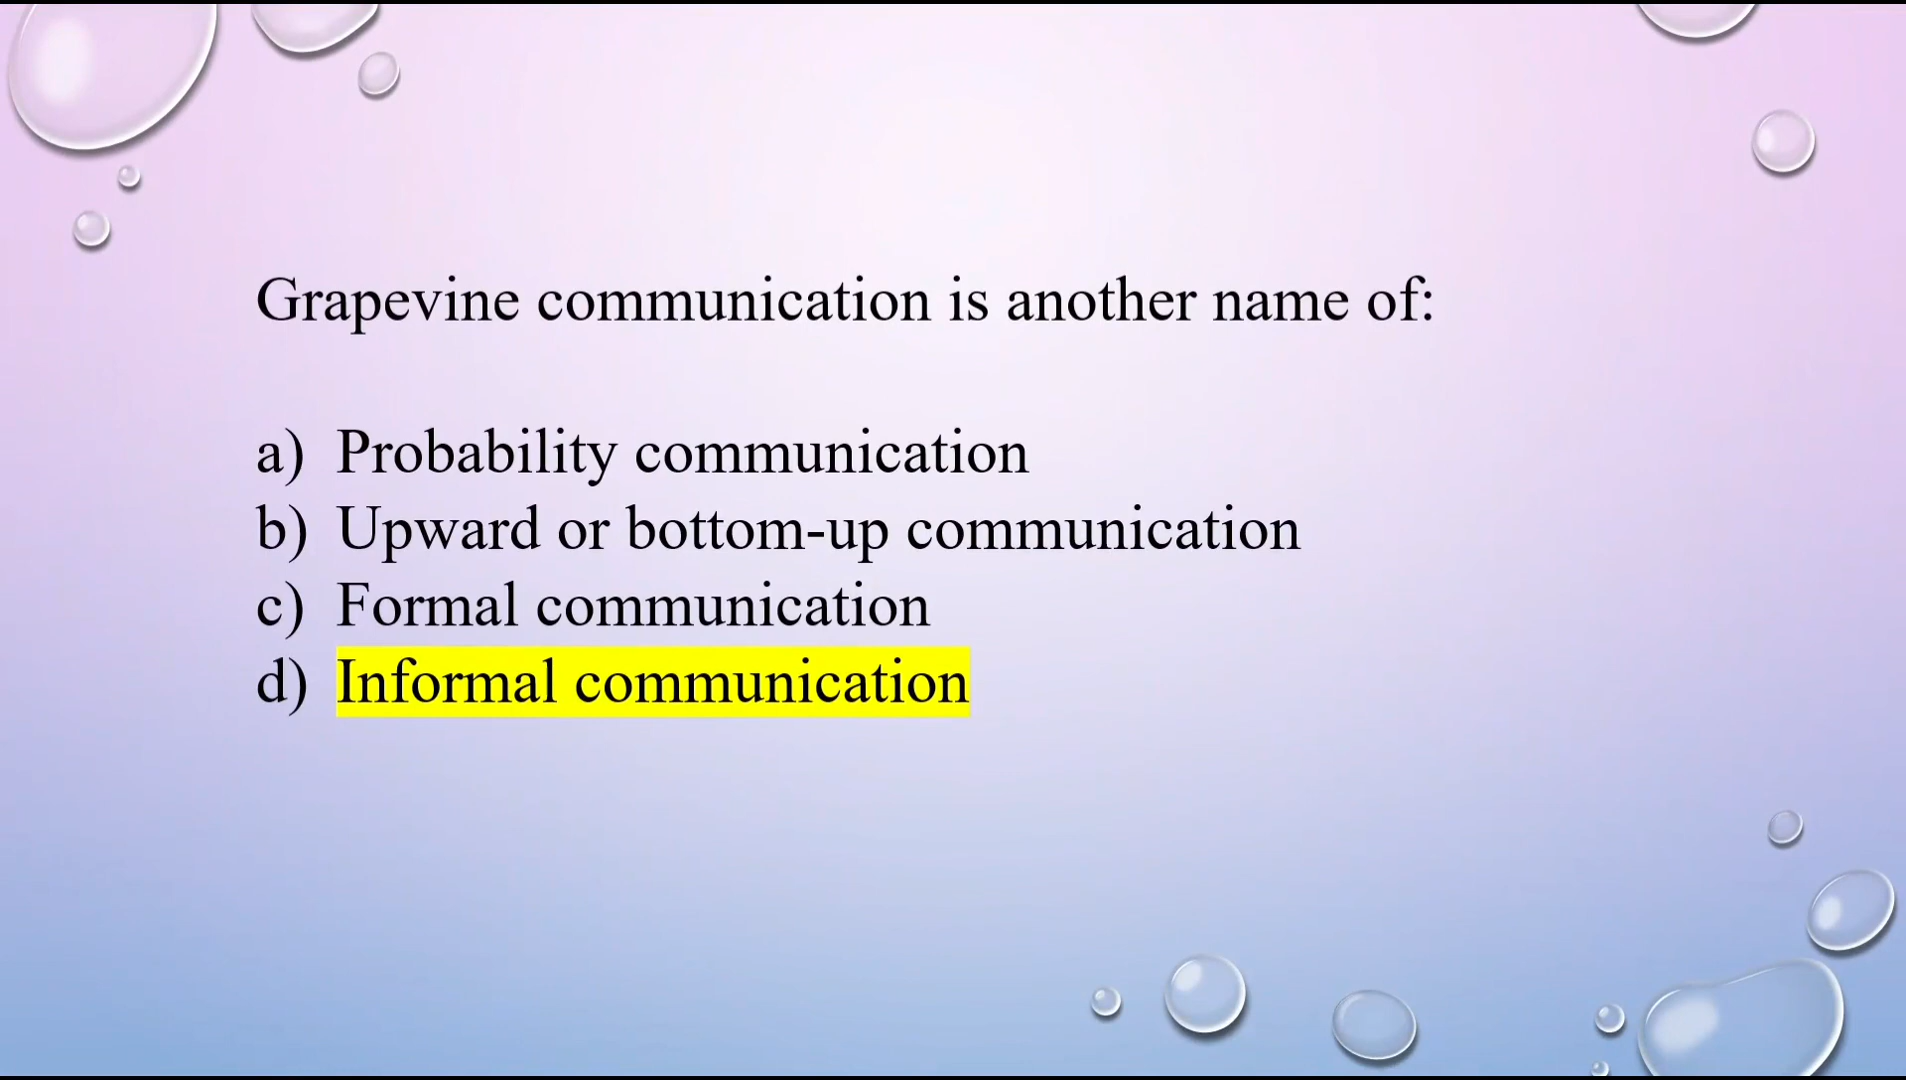 Grapevine communication is another name of:
a) Probability communication
b) Upward or bottom-up communication
c) Formal communication
d) Informal communication